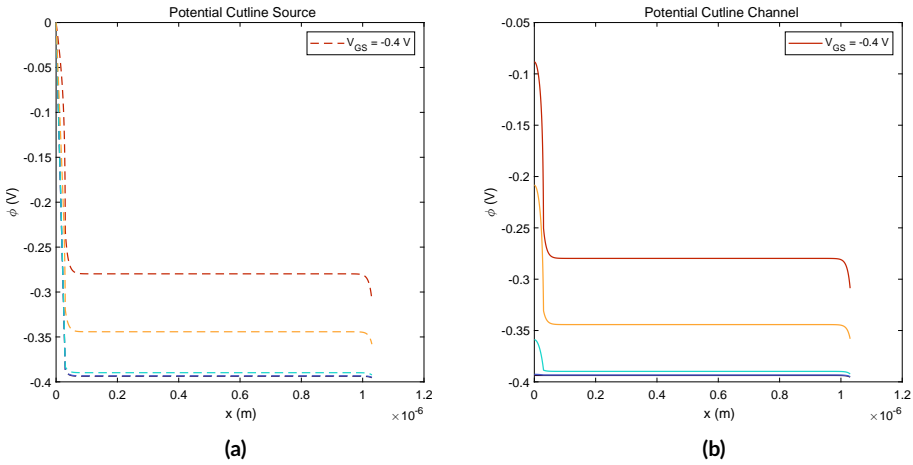 Potential Cutline Source
V_GS = -0.4 V
0
-0.05
-0.1
-0.15
-0.2
-0.25
-0.3
-0.35
-0.4
ϕ (V)
0 0.2 0.4 0.6 0.8 1 1.2
×10⁻⁶
x (m)
(a)
Potential Cutline Channel
V_GS = -0.4 V
-0.05
-0.1
-0.15
-0.2
-0.25
-0.3
-0.35
-0.4
ϕ (V)
0 0.2 0.4 0.6 0.8 1 1.2
×10⁻⁶
x (m)
(b)